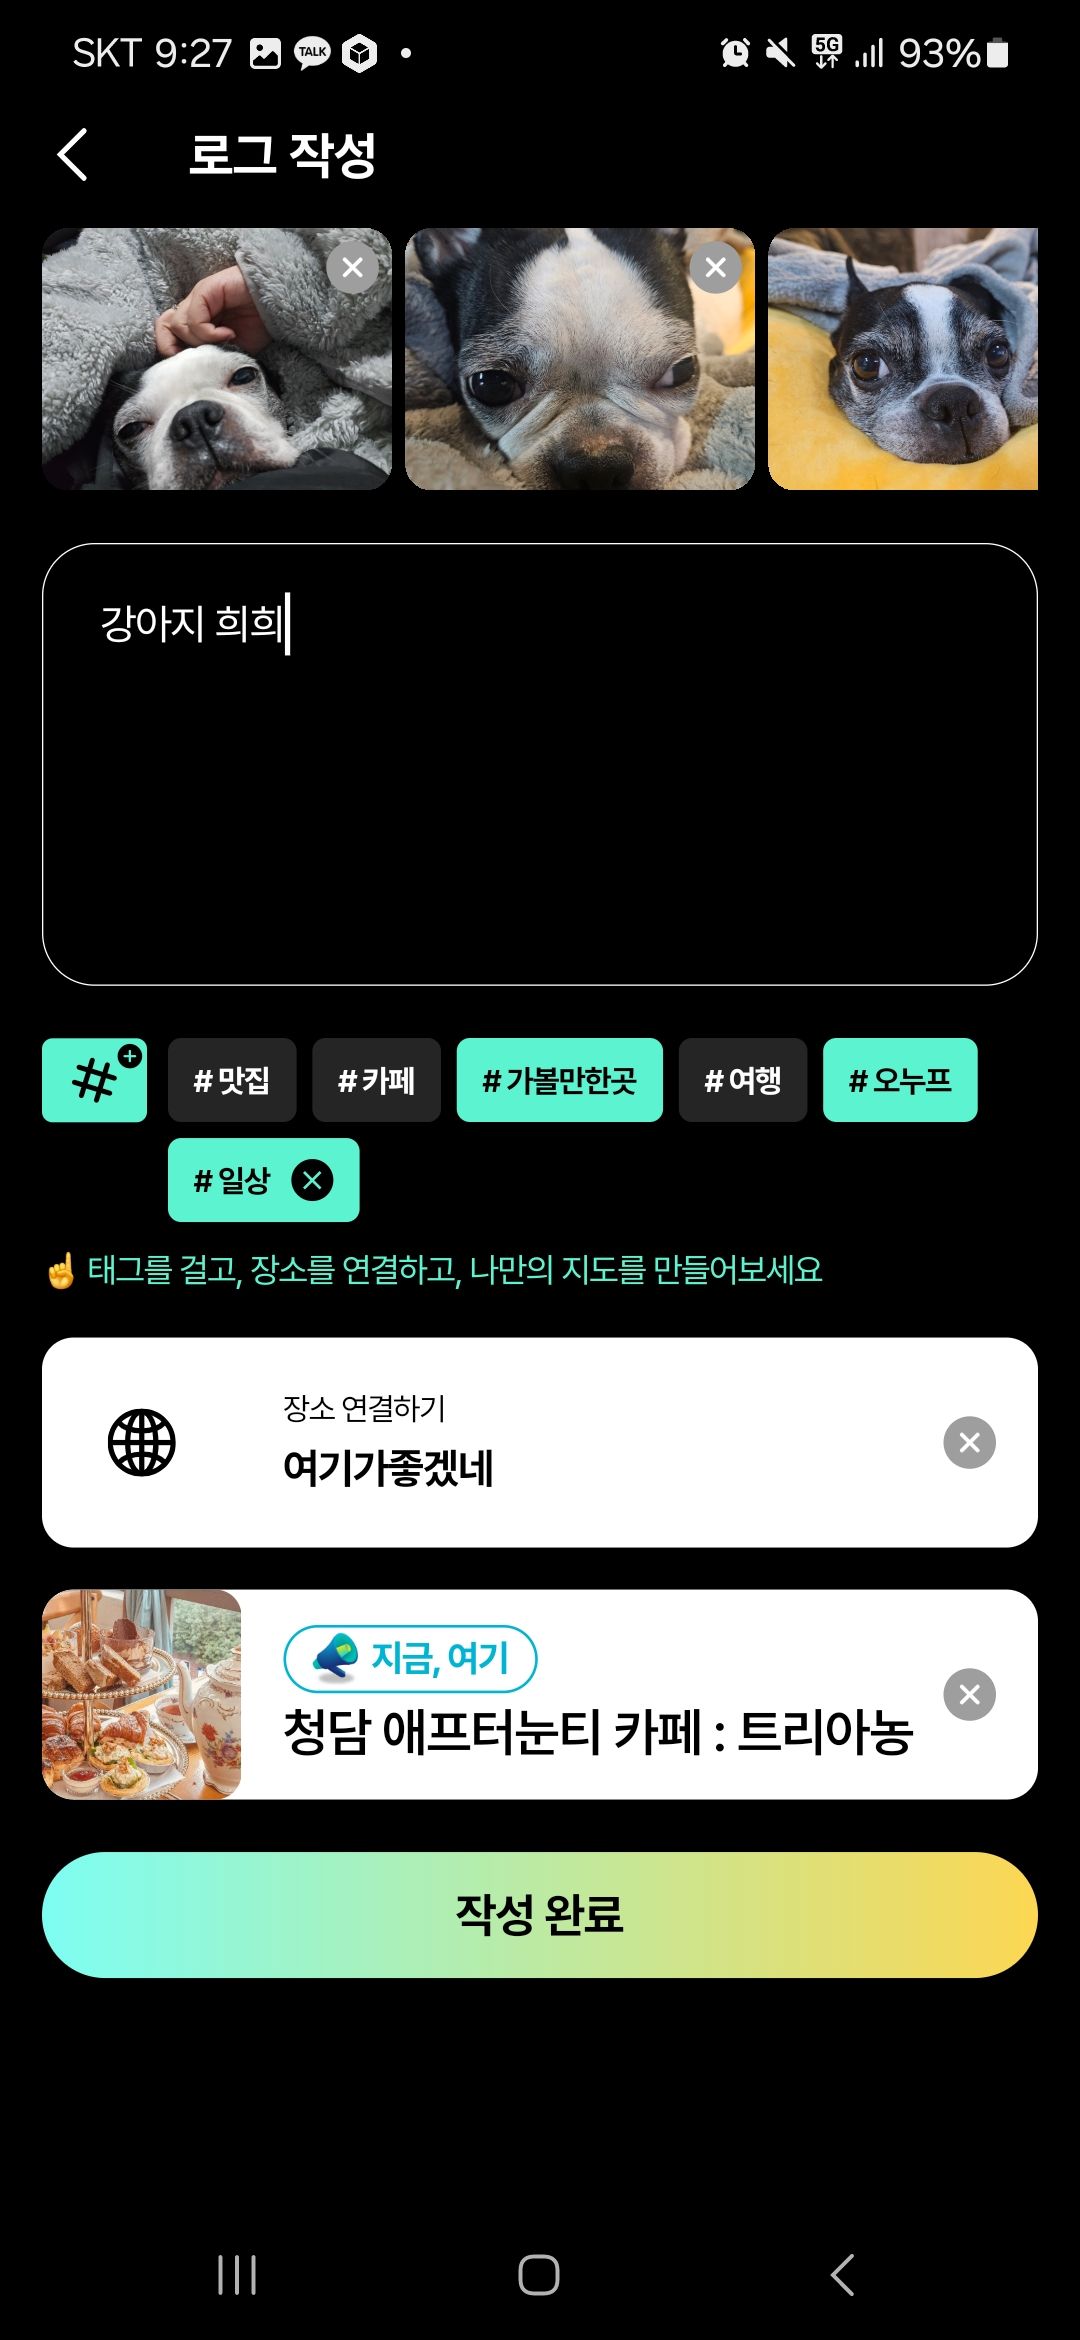 SKT 9:27 TALK 5G 93%
로그 작성
강아지 희희
# 맛집 # 카페 # 가볼만한곳 # 여행 # 오누프
# 일상
☝ 태그를 걸고, 장소를 연결하고, 나만의 지도를 만들어보세요
장소 연결하기
여기가좋겠네
지금, 여기
청담 애프터눈티 카페 : 트리아농
작성 완료